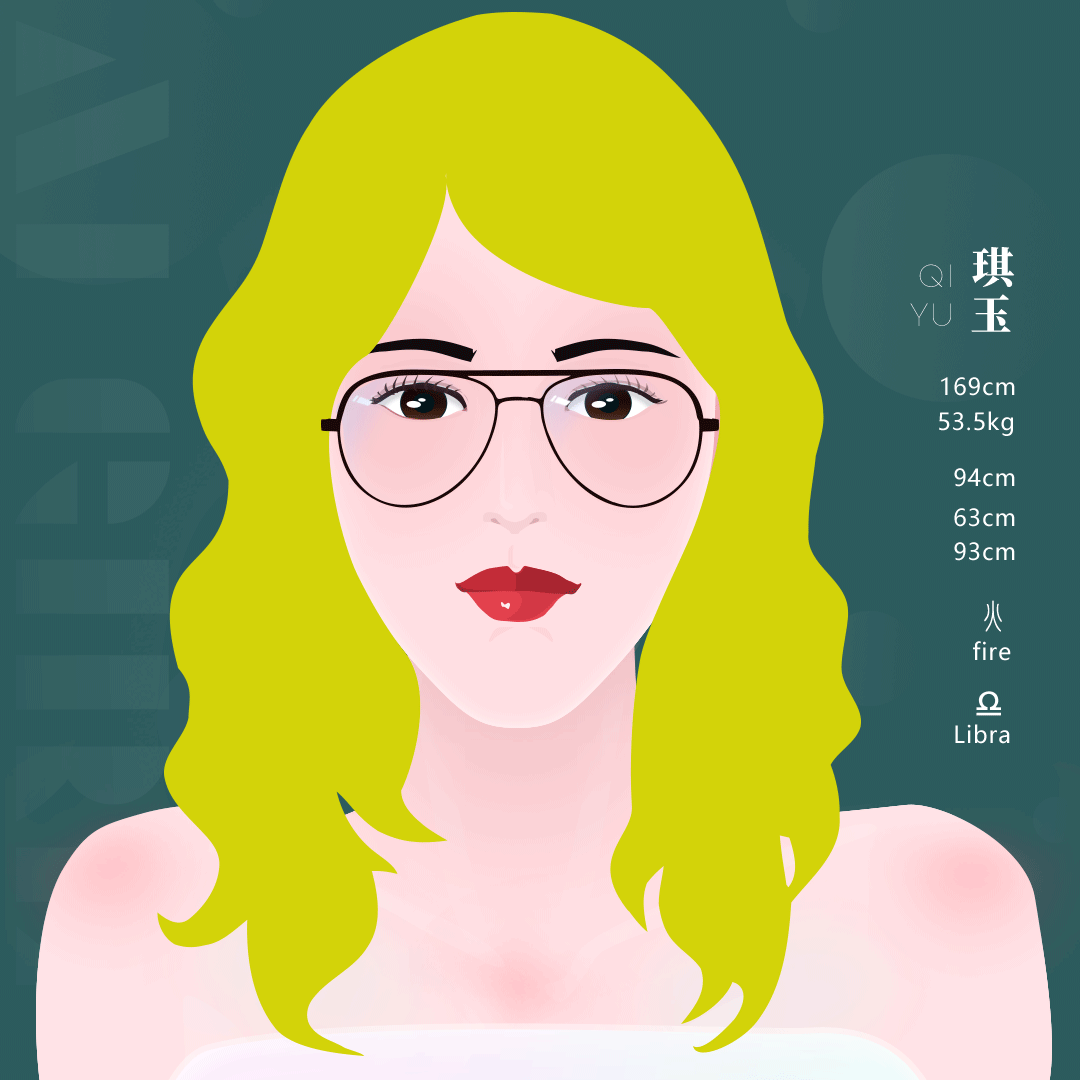 琪玉
QI
YU
169cm
53.5kg
94cm
63cm
93cm
火
fire
♎
Libra